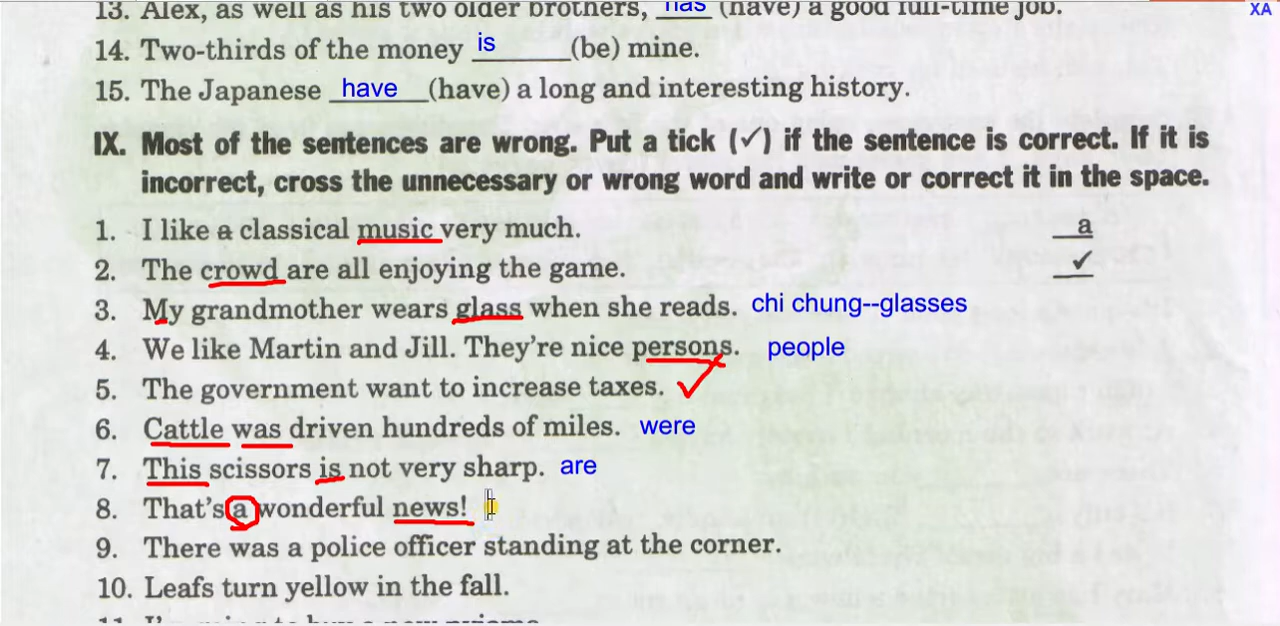 13. Alex, as well as his two older brothers, has (have) a good full-time job.
XA
14. Two-thirds of the money is (be) mine.
15. The Japanese have (have) a long and interesting history.
IX. Most of the sentences are wrong. Put a tick (✓) if the sentence is correct. If it is
incorrect, cross the unnecessary or wrong word and write or correct it in the space.
1. I like a classical music very much. a
2. The crowd are all enjoying the game. ✓
3. My grandmother wears glass when she reads. chi chung--glasses
4. We like Martin and Jill. They're nice persons. people
5. The government want to increase taxes. ✓
6. Cattle was driven hundreds of miles. were
7. This scissors is not very sharp. are
8. That's a wonderful news!
9. There was a police officer standing at the corner.
10. Leafs turn yellow in the fall.